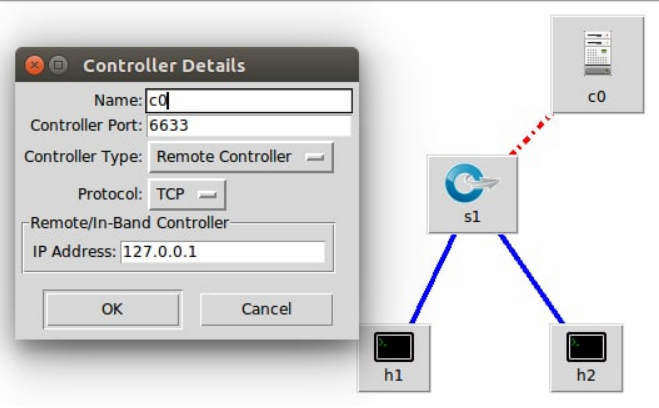 Controller Details
Name: c0
Controller Port: 6633
Controller Type: Remote Controller
Protocol: TCP
Remote/In-Band Controller
IP Address: 127.0.0.1
OK Cancel
c0
s1
h1 h2